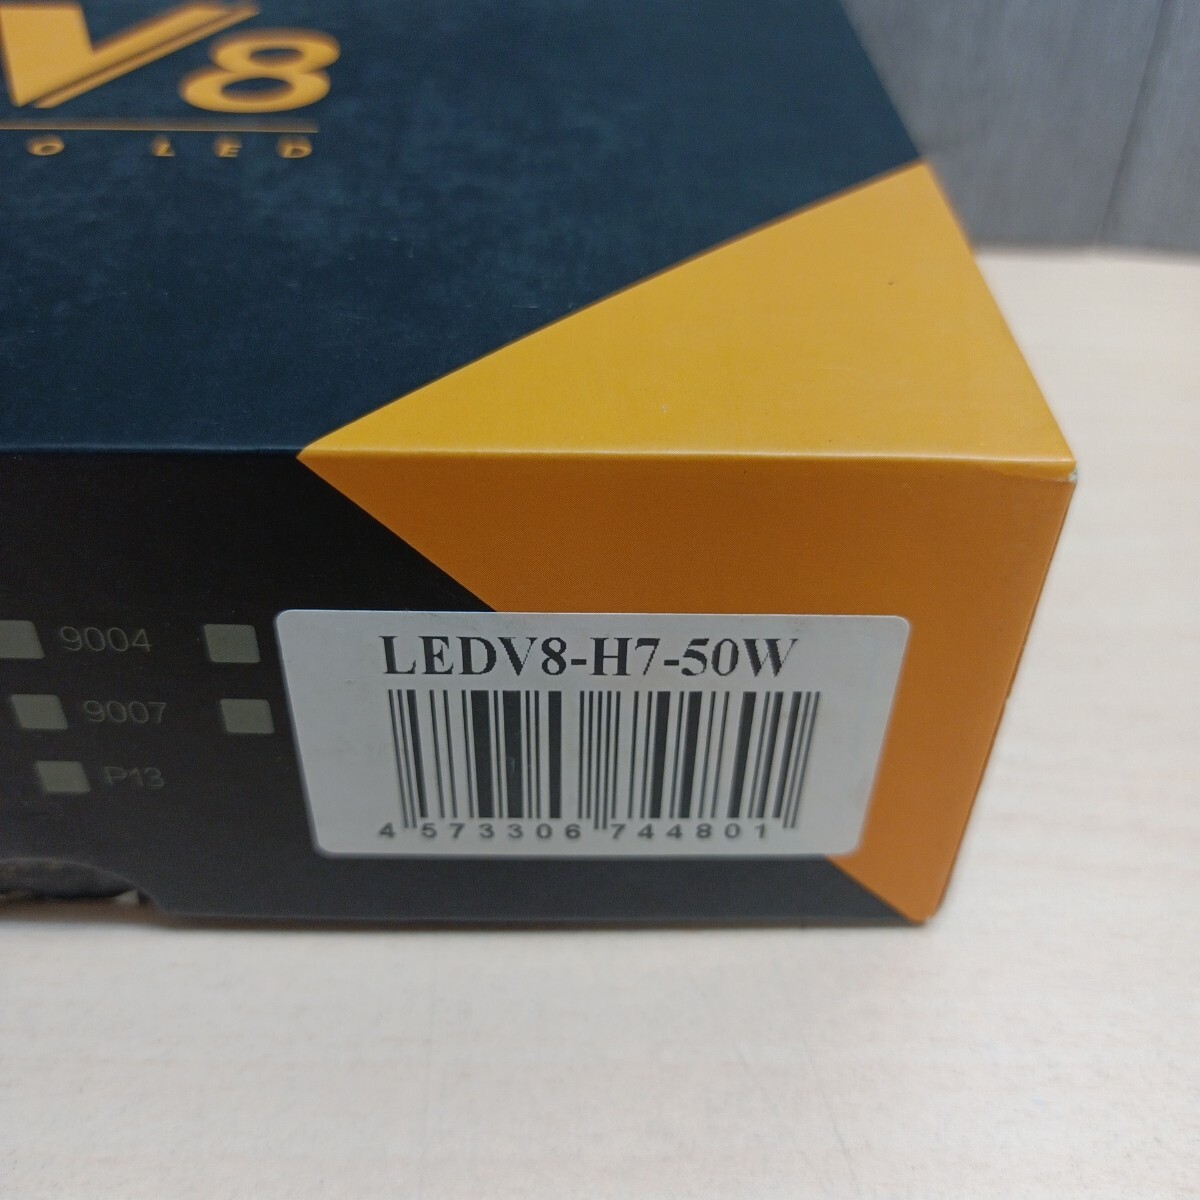 V8
O LED
9004
9007
P13
LEDV8-H7-50W
4 573306 744801